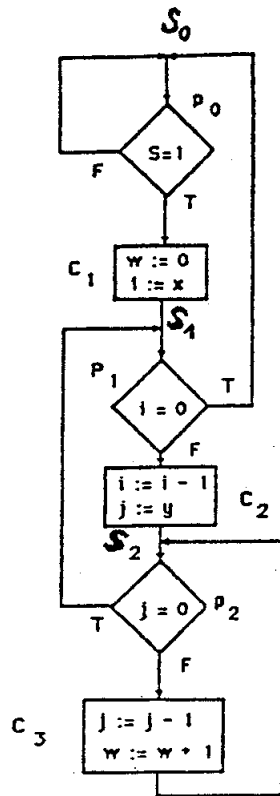 S0
P0
S=1
F
T
C1
w := 0
i := x
S1
P1
i = 0
T
F
i := i - 1
j := y
C2
S2
j = 0
P2
T
F
C3
j := j - 1
w := w + 1